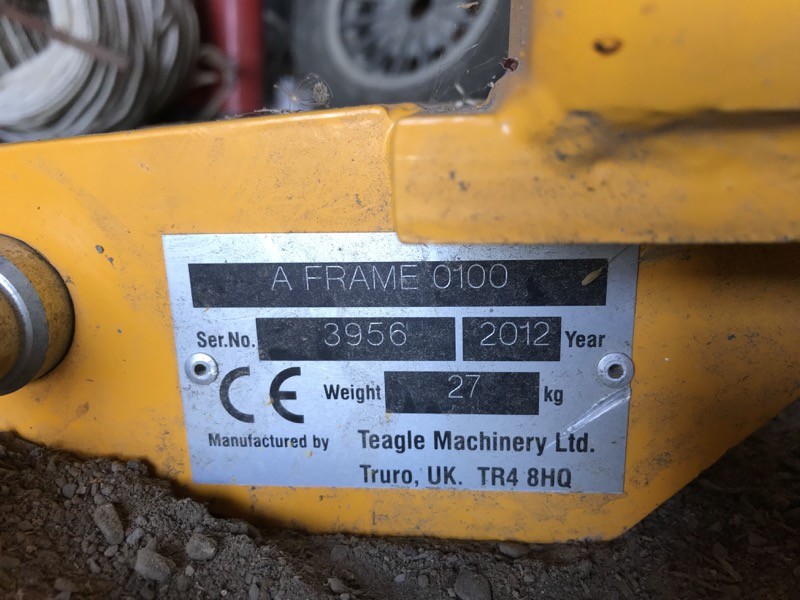 A FRAME 0100
Ser.No. 3956 2012 Year
CE Weight 27 kg
Manufactured by Teagle Machinery Ltd.
Truro, UK. TR4 8HQ